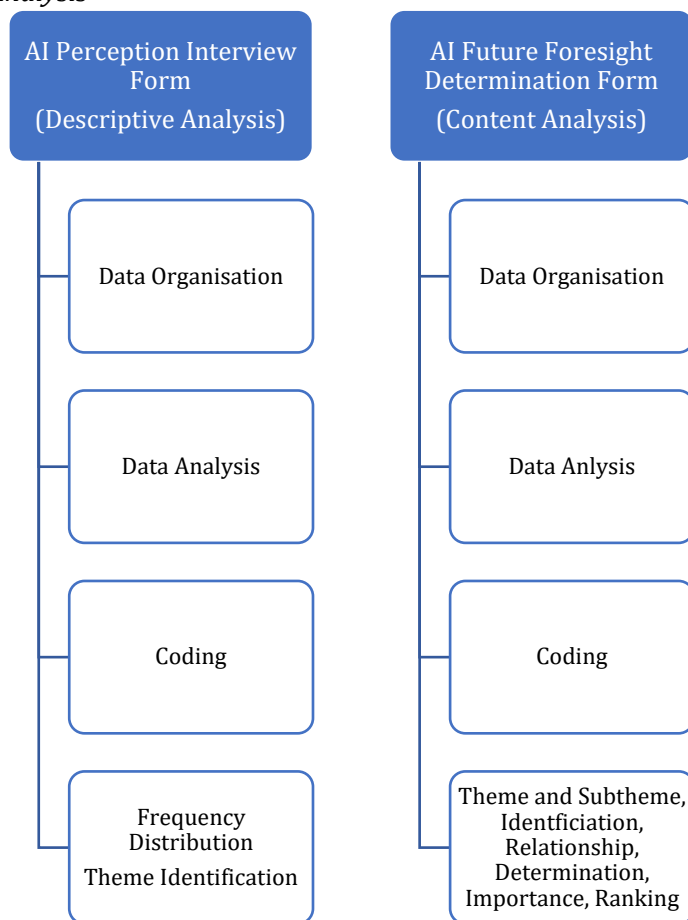 Analysis
AI Perception Interview
Form
(Descriptive Analysis)
Data Organisation
Data Analysis
Coding
Frequency
Distribution
Theme Identification
AI Future Foresight
Determination Form
(Content Analysis)
Data Organisation
Data Anlysis
Coding
Theme and Subtheme,
Identficiation,
Relationship,
Determination,
Importance, Ranking